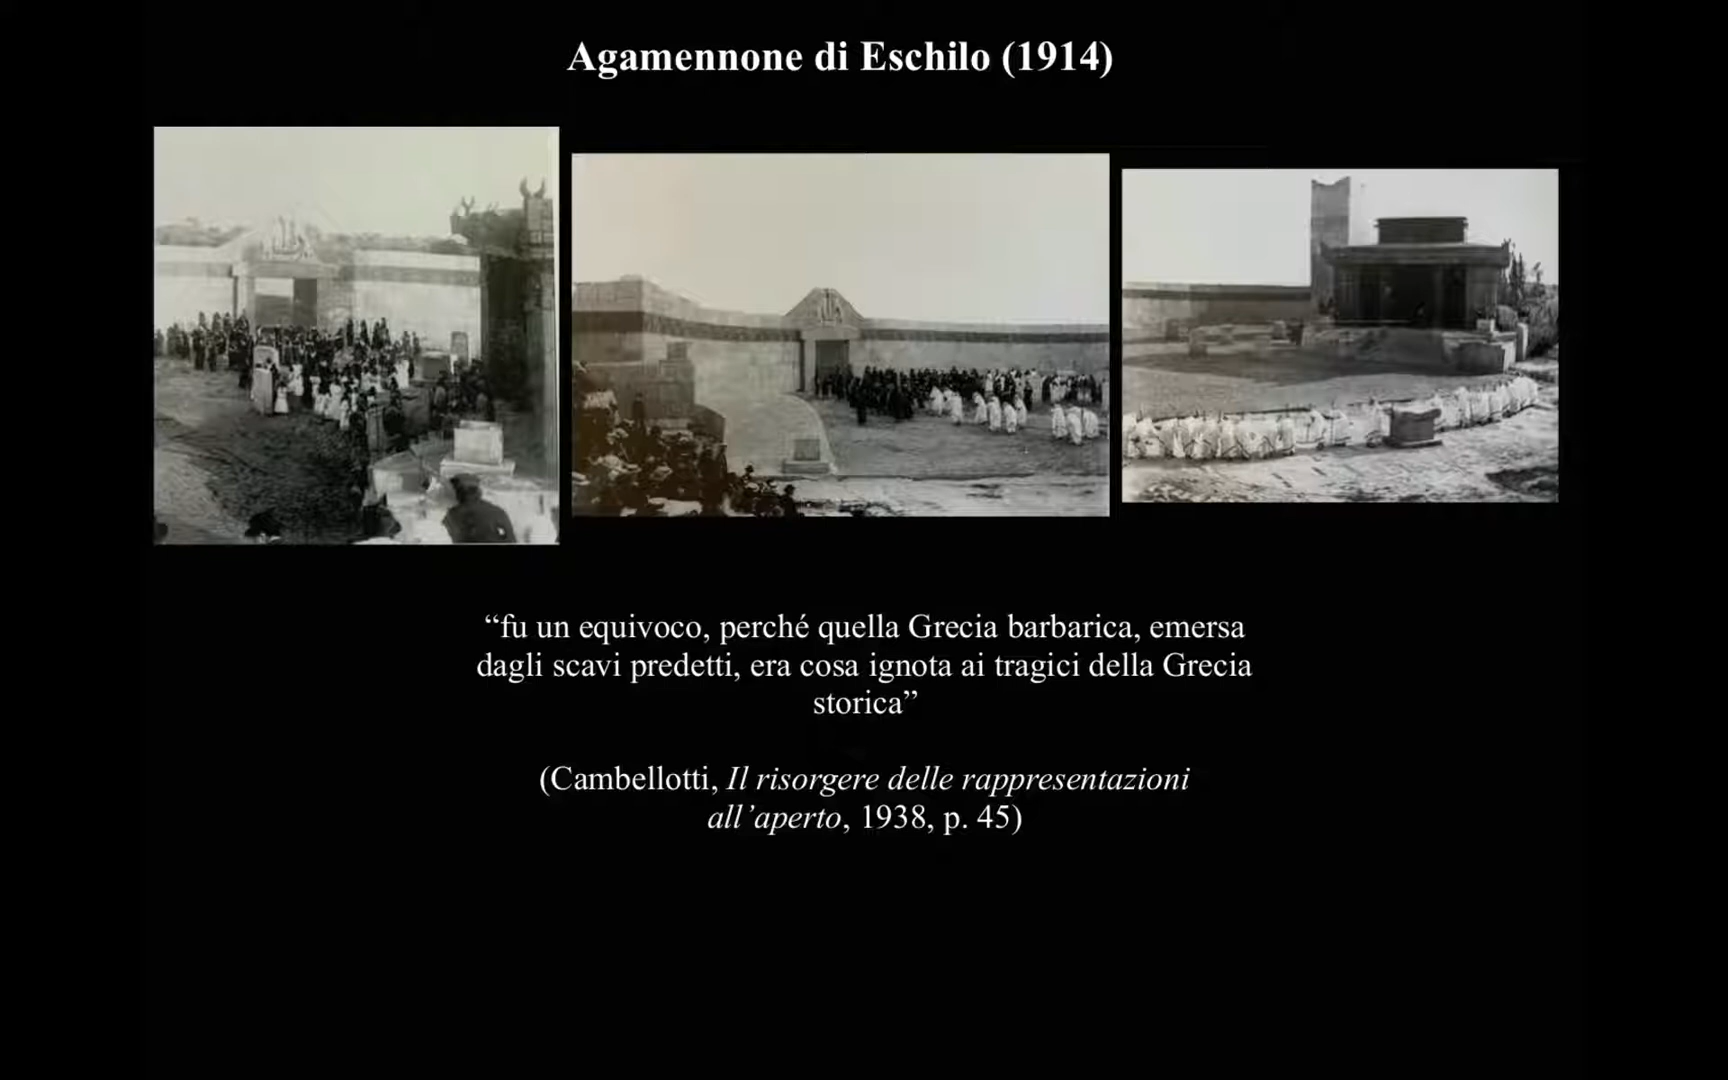 Agamennone di Eschilo (1914)
“fu un equivoco, perché quella Grecia barbarica, emersa
dagli scavi predetti, era cosa ignota ai tragici della Grecia
storica”
(Cambellotti, Il risorgere delle rappresentazioni
all’aperto, 1938, p. 45)